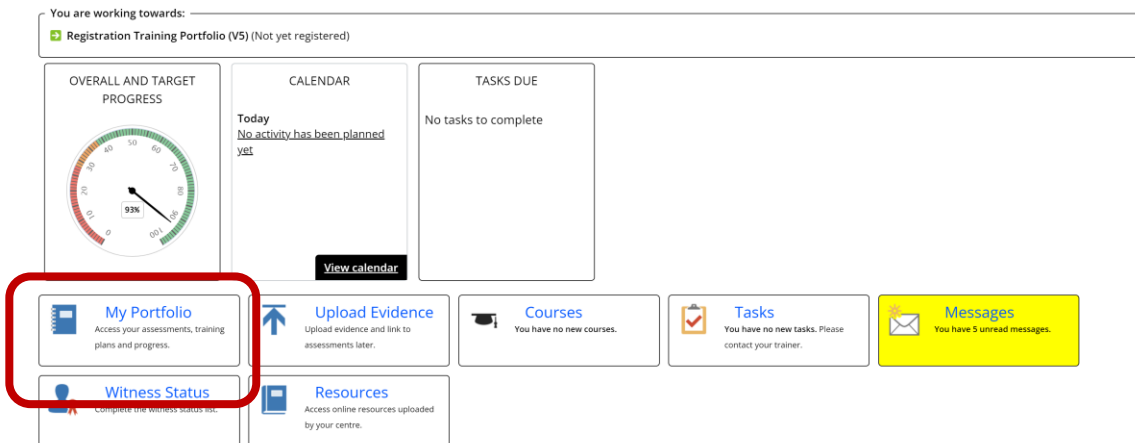 You are working towards:
Registration Training Portfolio (V5) (Not yet registered)
OVERALL AND TARGET
PROGRESS
0
10
20
30
40
50
60
70
80
90
100
93%
CALENDAR
Today
No activity has been planned
yet
View calendar
TASKS DUE
No tasks to complete
My Portfolio
Access your assessments, training
plans and progress.
Upload Evidence
Upload evidence and link to
assessments later.
Courses
You have no new courses.
Tasks
You have no new tasks. Please
contact your trainer.
Messages
You have 5 unread messages.
Witness Status
Complete the witness status list.
Resources
Access online resources uploaded
by your centre.